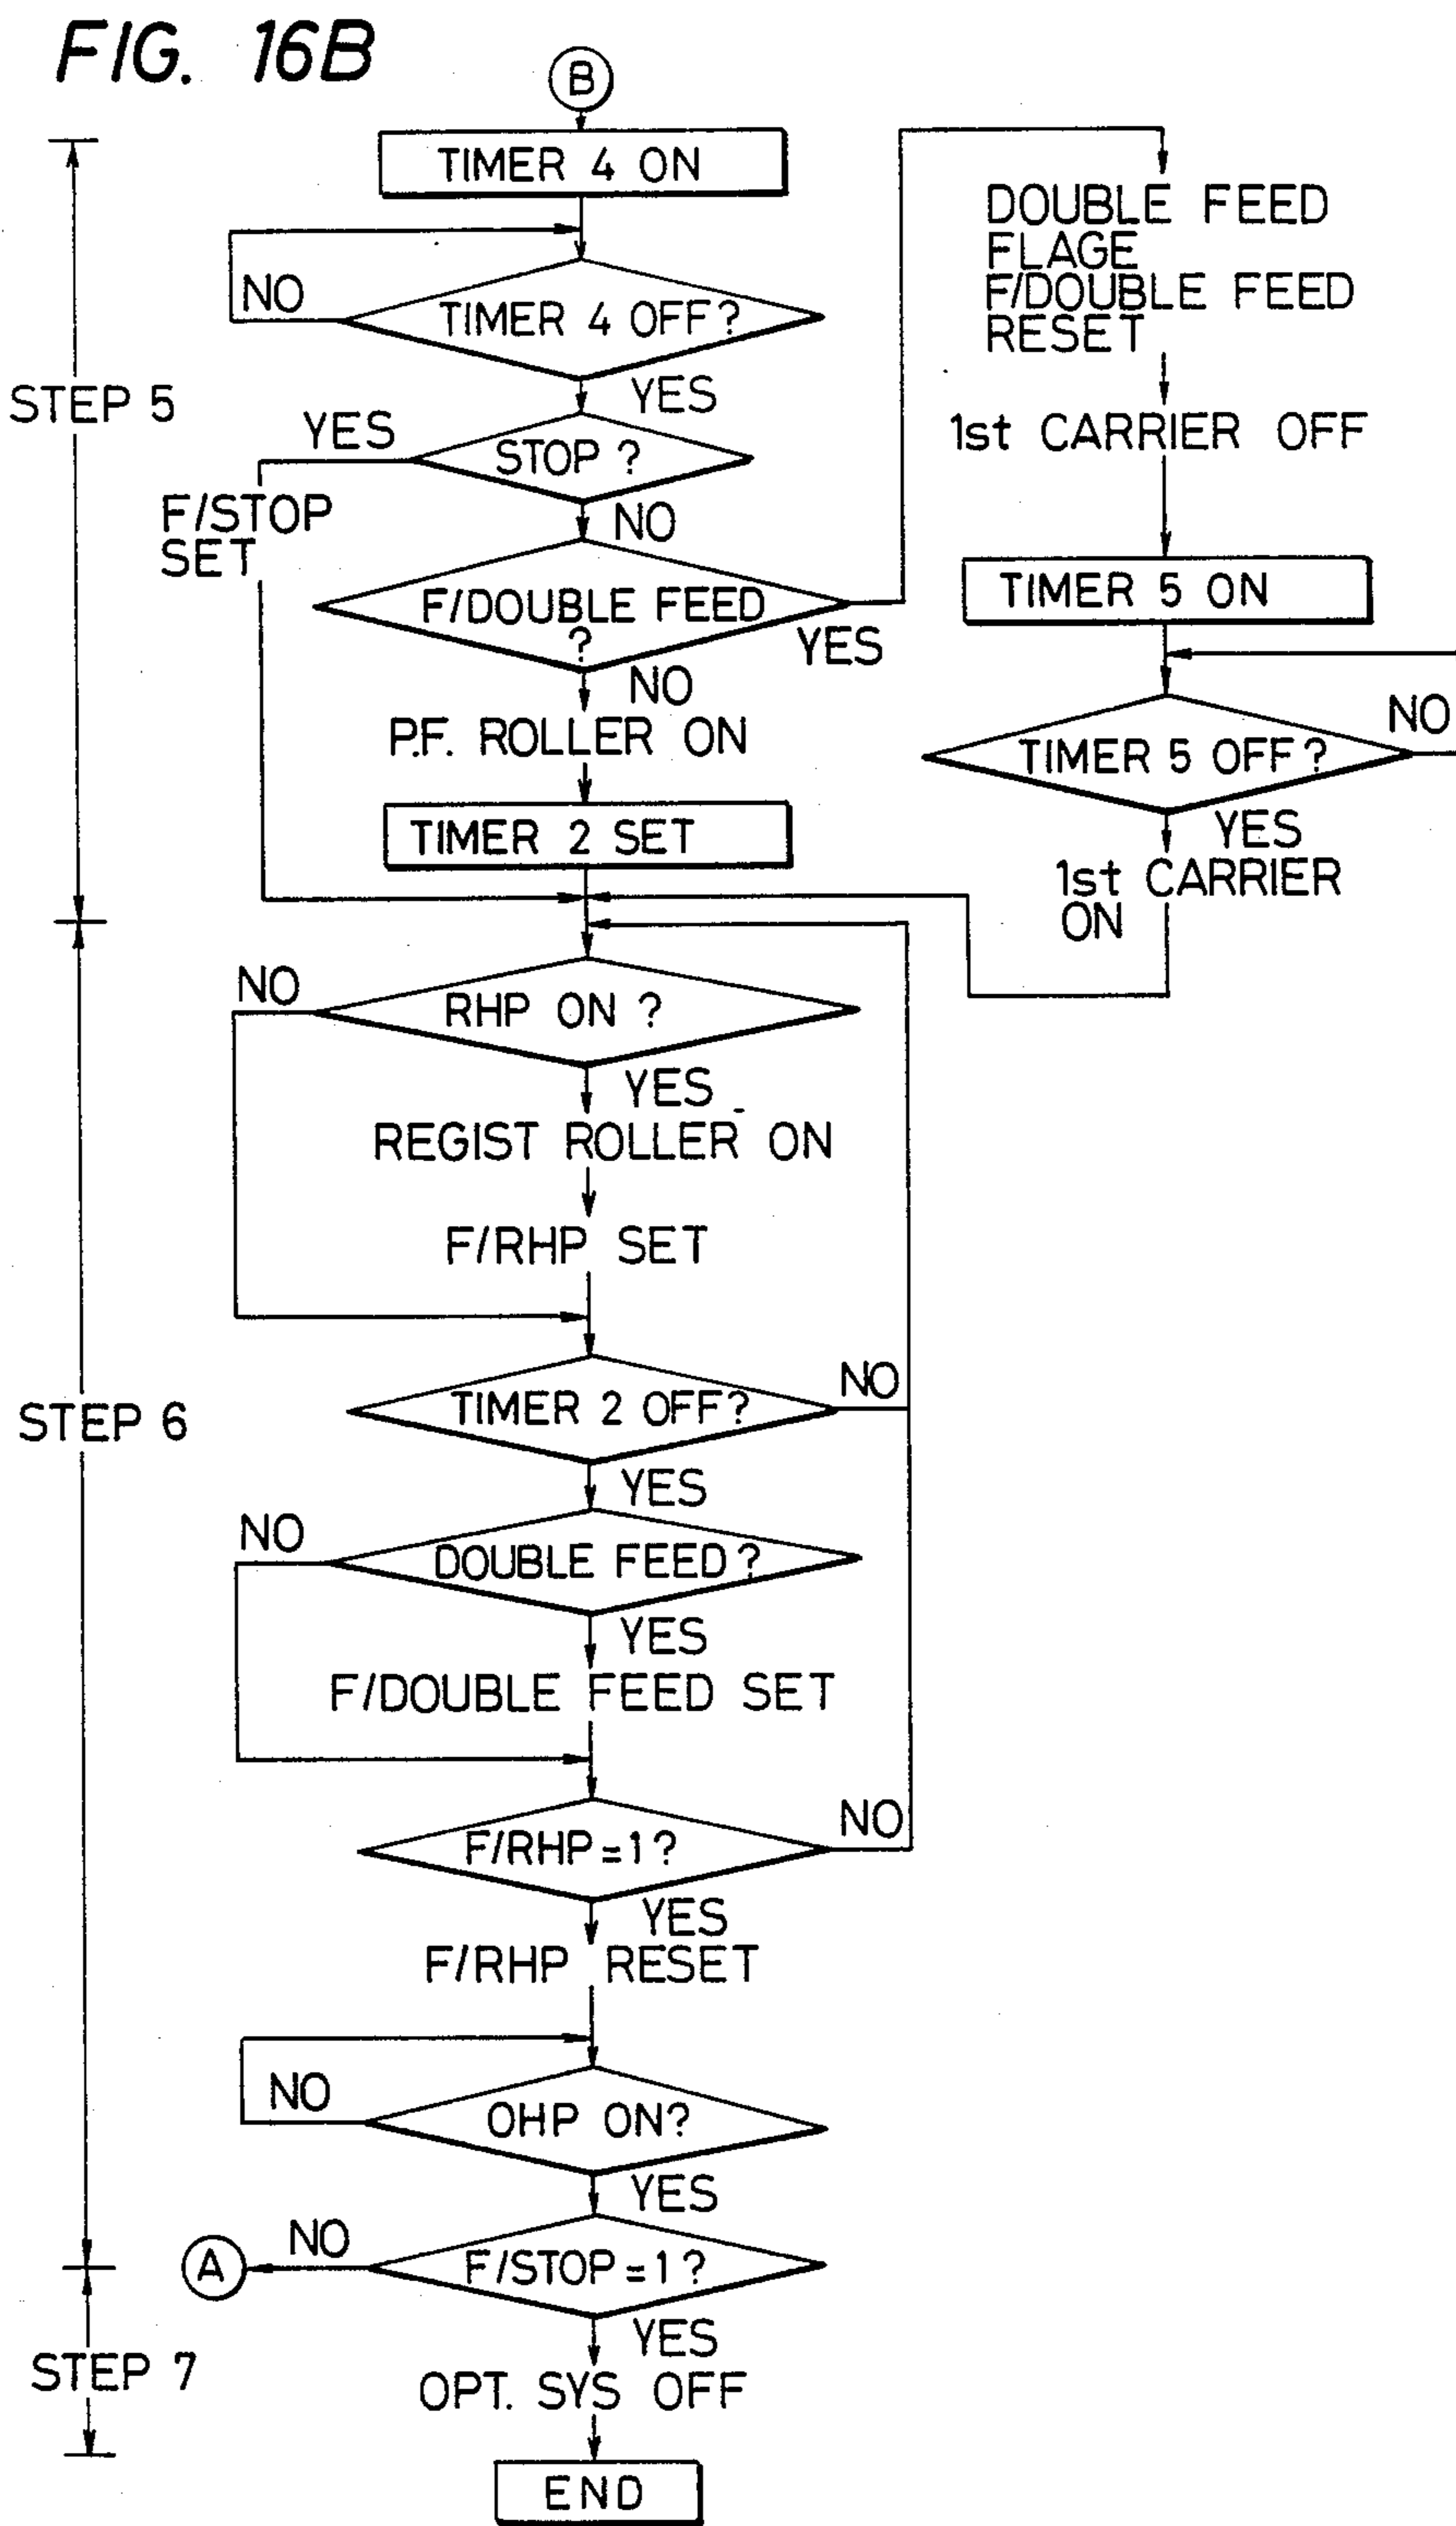 FIG. 16B
B
TIMER 4 ON
NO
TIMER 4 OFF?
YES
STEP 5
YES
STOP ?
F/STOP
SET
NO
F/DOUBLE FEED
?
YES
NO
P.F. ROLLER ON
TIMER 2 SET
DOUBLE FEED
FLAGE
F/DOUBLE FEED
RESET
1st CARRIER OFF
TIMER 5 ON
NO
TIMER 5 OFF?
YES
1st CARRIER
ON
NO
RHP ON ?
YES
REGIST ROLLER ON
F/RHP SET
STEP 6
TIMER 2 OFF?
NO
YES
NO
DOUBLE FEED?
YES
F/DOUBLE FEED SET
F/RHP=1?
NO
YES
F/RHP RESET
NO
OHP ON?
YES
A
NO
F/STOP=1?
YES
STEP 7
OPT. SYS OFF
END